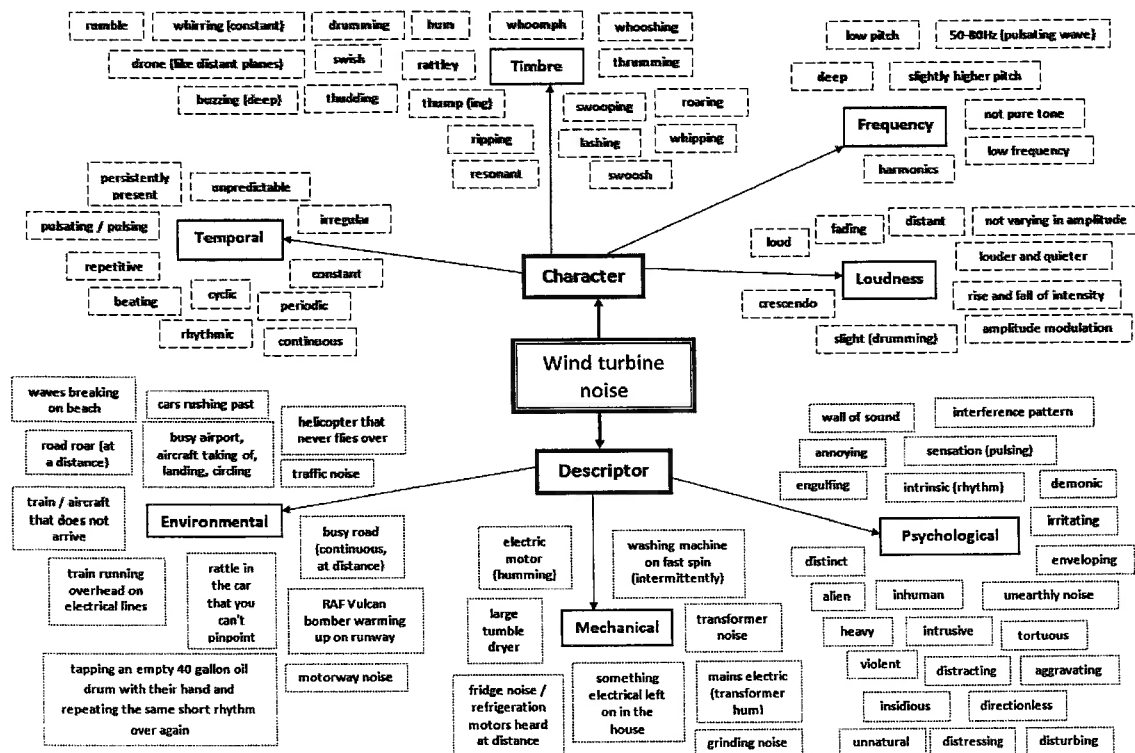 rumble
whirring (constant)
drumming
hum
whoomph
whooshing
drone (like distant planes)
swish
rattley
Timbre
thrumming
buzzing (deep)
thudding
thump (ing)
swooping
roaring
ripping
lashing
whipping
resonant
swoosh
low pitch
50-80Hz (pulsating wave)
deep
slightly higher pitch
Frequency
not pure tone
low frequency
harmonics
persistently
present
unpredictable
pulsating / pulsing
Temporal
irregular
repetitive
constant
beating
cyclic
periodic
rhythmic
continuous
Character
loud
fading
distant
not varying in amplitude
louder and quieter
Loudness
crescendo
rise and fall of intensity
slight (drumming)
amplitude modulation
Wind turbine
noise
Descriptor
waves breaking
on beach
cars rushing past
helicopter that
never flies over
road roar (at
a distance)
busy airport,
aircraft taking of,
landing, circling
traffic noise
train / aircraft
that does not
arrive
Environmental
busy road
(continuous,
at distance)
train running
overhead on
electrical lines
rattle in
the car
that you
can't
pinpoint
RAF Vulcan
bomber warming
up on runway
tapping an empty 40 gallon oil
drum with their hand and
repeating the same short rhythm
over again
motorway noise
electric
motor
(humming)
washing machine
on fast spin
(intermittently)
large
tumble
dryer
Mechanical
transformer
noise
fridge noise /
refrigeration
motors heard
at distance
something
electrical left
on in the
house
mains electric
(transformer
hum)
grinding noise
wall of sound
interference pattern
annoying
sensation (pulsing)
engulfing
intrinsic (rhythm)
demonic
Psychological
irritating
distinct
enveloping
alien
inhuman
unearthly noise
heavy
intrusive
tortuous
violent
distracting
aggravating
insidious
directionless
unnatural
distressing
disturbing